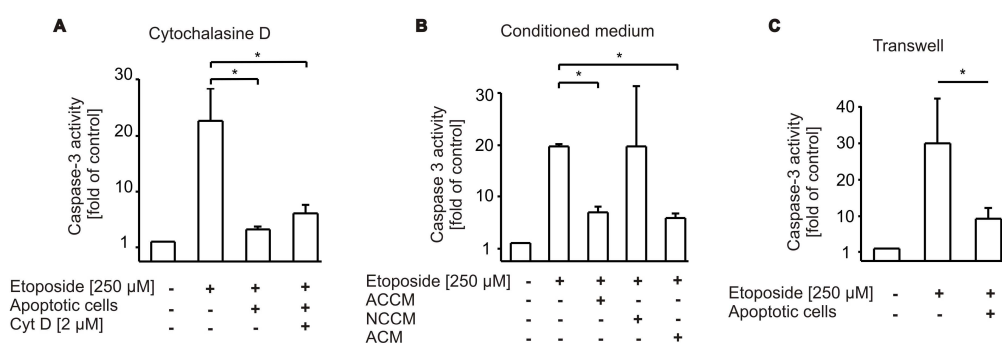 A
Cytochalasine D
*
*
Caspase-3 activity
[fold of control]
30
20
10
1
Etoposide [250 µM] - + + +
Apoptotic cells - - + +
Cyt D [2 µM] - - - +
B
Conditioned medium
*
*
Caspase 3 activity
[fold of control]
30
20
10
1
Etoposide [250 µM] - + + + +
ACCM - - + - -
NCCM - - - + -
ACM - - - - +
C
Transwell
*
Caspase-3 activity
[fold of control]
40
30
20
10
1
Etoposide [250 µM] - + +
Apoptotic cells - - +